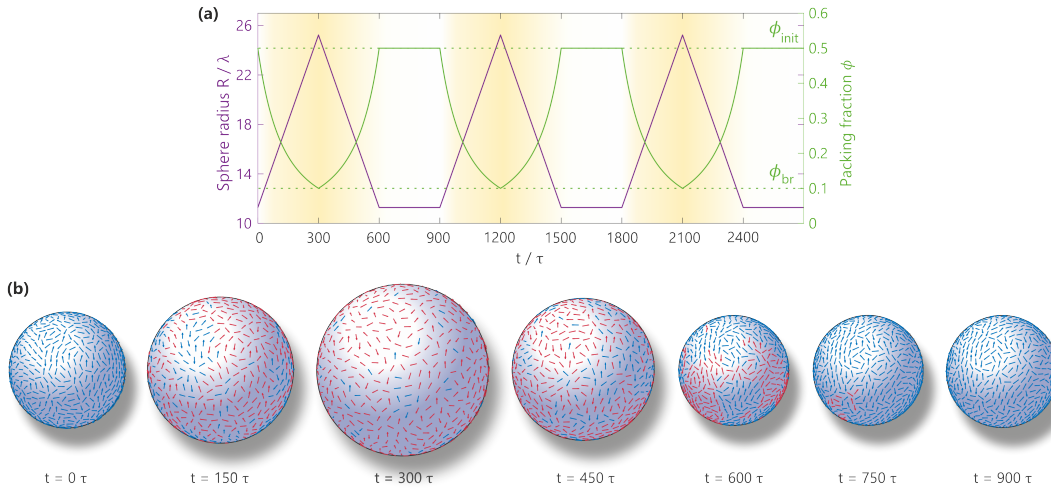 (a)
26
22
18
14
10
Sphere radius R / λ
0.6
0.5
0.4
0.3
0.2
0.1
0
Packing fraction ϕ
ϕinit
ϕbr
0 300 600 900 1200 1500 1800 2100 2400
t / τ
(b)
t = 0 τ t = 150 τ t = 300 τ t = 450 τ t = 600 τ t = 750 τ t = 900 τ